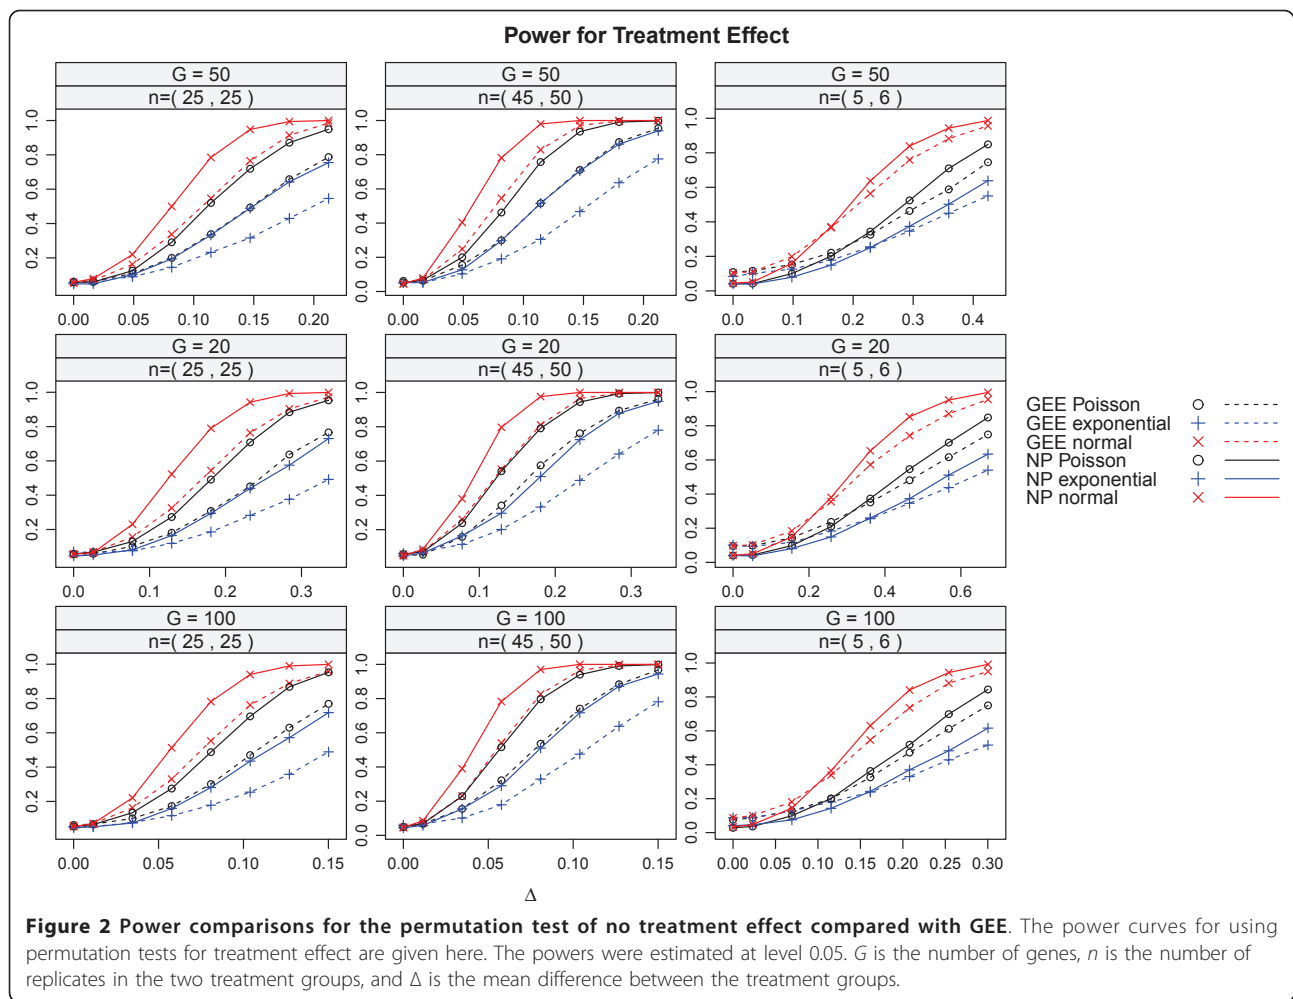 Power for Treatment Effect
G = 50
n=( 25 , 25 )
0.2 0.4 0.6 0.8 1.0
0.00 0.05 0.10 0.15 0.20
G = 50
n=( 45 , 50 )
0.2 0.4 0.6 0.8 1.0
0.00 0.05 0.10 0.15 0.20
G = 50
n=( 5 , 6 )
0.0 0.2 0.4 0.6 0.8 1.0
0.0 0.1 0.2 0.3 0.4
G = 20
n=( 25 , 25 )
0.2 0.4 0.6 0.8 1.0
0.0 0.1 0.2 0.3
G = 20
n=( 45 , 50 )
0.2 0.4 0.6 0.8 1.0
0.0 0.1 0.2 0.3
G = 20
n=( 5 , 6 )
0.0 0.2 0.4 0.6 0.8 1.0
0.0 0.2 0.4 0.6
GEE Poisson
GEE exponential
GEE normal
NP Poisson
NP exponential
NP normal
G = 100
n=( 25 , 25 )
0.2 0.4 0.6 0.8 1.0
0.00 0.05 0.10 0.15
G = 100
n=( 45 , 50 )
0.0 0.2 0.4 0.6 0.8 1.0
0.00 0.05 0.10 0.15
G = 100
n=( 5 , 6 )
0.0 0.2 0.4 0.6 0.8 1.0
0.00 0.05 0.10 0.15 0.20 0.25 0.30
Δ
Figure 2 Power comparisons for the permutation test of no treatment effect compared with GEE. The power curves for using
permutation tests for treatment effect are given here. The powers were estimated at level 0.05. G is the number of genes, n is the number of
replicates in the two treatment groups, and Δ is the mean difference between the treatment groups.